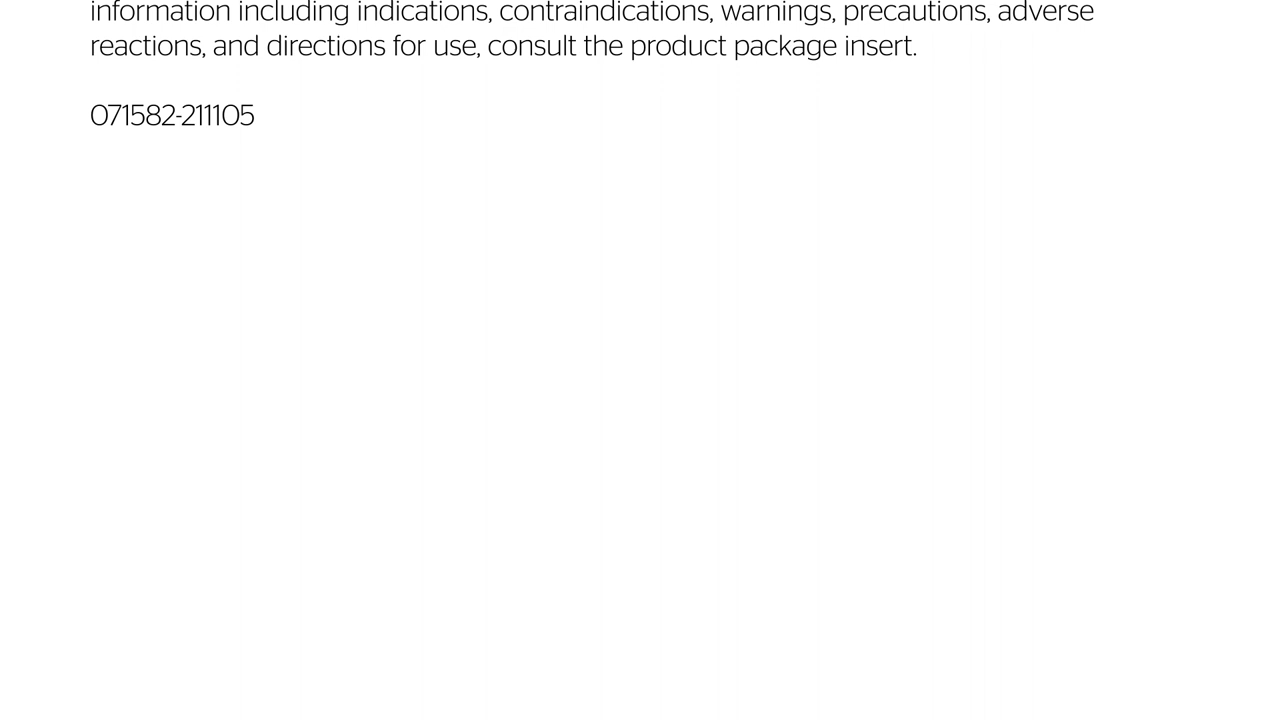 information including indications, contraindications, warnings, precautions, adverse
reactions, and directions for use, consult the product package insert.
071582-211105